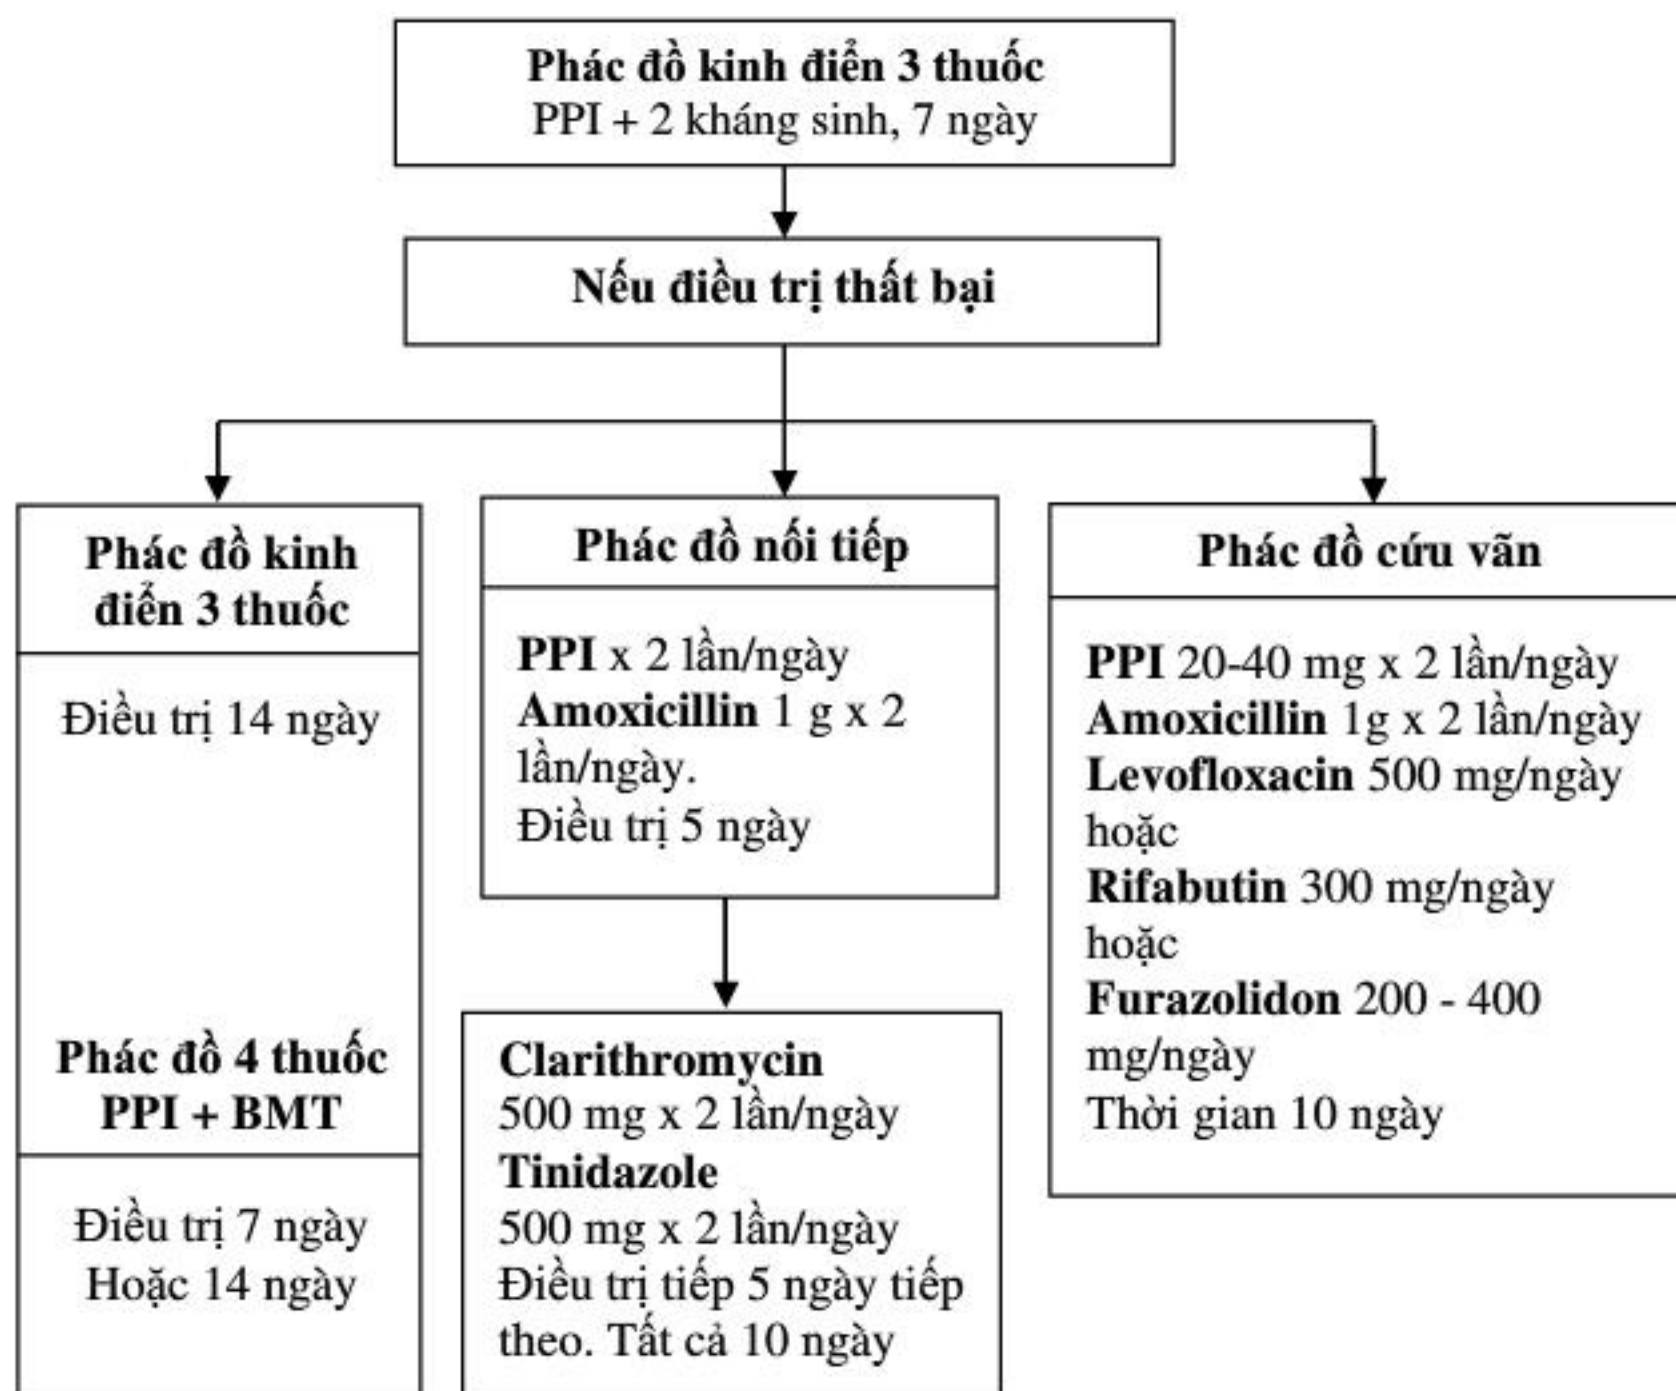 Phác đồ kinh điển 3 thuốc
PPI + 2 kháng sinh, 7 ngày
Nếu điều trị thất bại
Phác đồ kinh
điển 3 thuốc
Điều trị 14 ngày
Phác đồ 4 thuốc
PPI + BMT
Điều trị 7 ngày
Hoặc 14 ngày
Phác đồ nối tiếp
PPI x 2 lần/ngày
Amoxicillin 1 g x 2
lần/ngày.
Điều trị 5 ngày
Clarithromycin
500 mg x 2 lần/ngày
Tinidazole
500 mg x 2 lần/ngày
Điều trị tiếp 5 ngày tiếp
theo. Tất cả 10 ngày
Phác đồ cứu vãn
PPI 20-40 mg x 2 lần/ngày
Amoxicillin 1g x 2 lần/ngày
Levofloxacin 500 mg/ngày
hoặc
Rifabutin 300 mg/ngày
hoặc
Furazolidon 200 - 400
mg/ngày
Thời gian 10 ngày